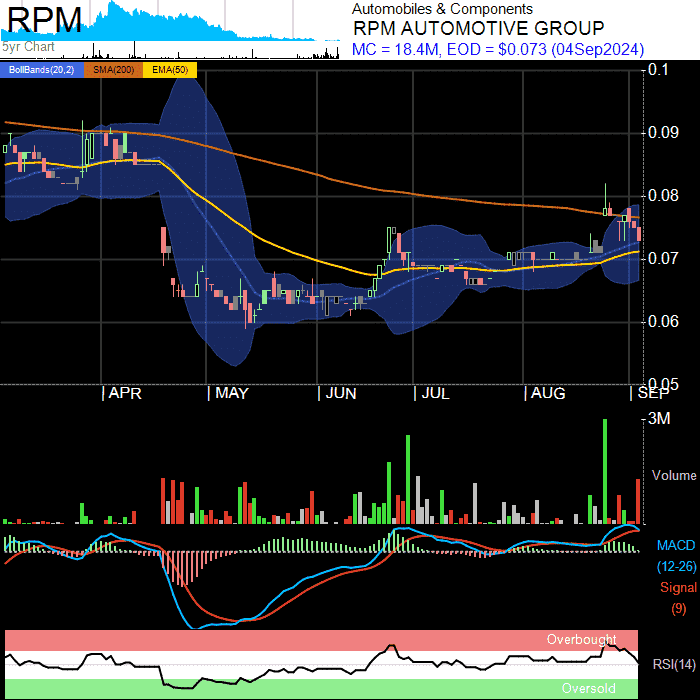 RPM
5yr Chart
Automobiles & Components
RPM AUTOMOTIVE GROUP
MC = 18.4M, EOD = $0.073 (04Sep2024)
BollBands(20,2) SMA(200) EMA(50)
0.1
0.09
0.08
0.07
0.06
0.05
APR MAY JUN JUL AUG SEP
3M
Volume
MACD
(12-26)
Signal
(9)
Overbought
RSI(14)
Oversold